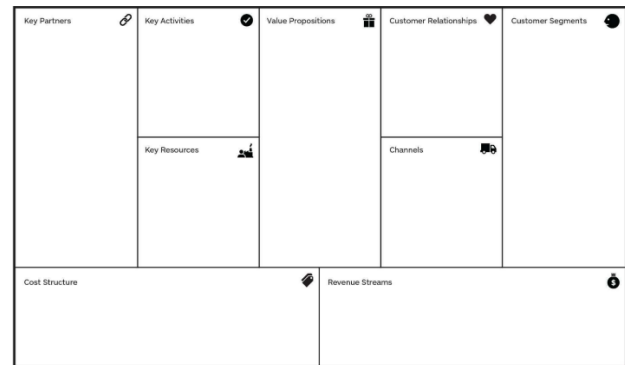 Key Partners
Key Activities
Value Propositions
Customer Relationships
Customer Segments
Key Resources
Channels
Cost Structure
Revenue Streams
$